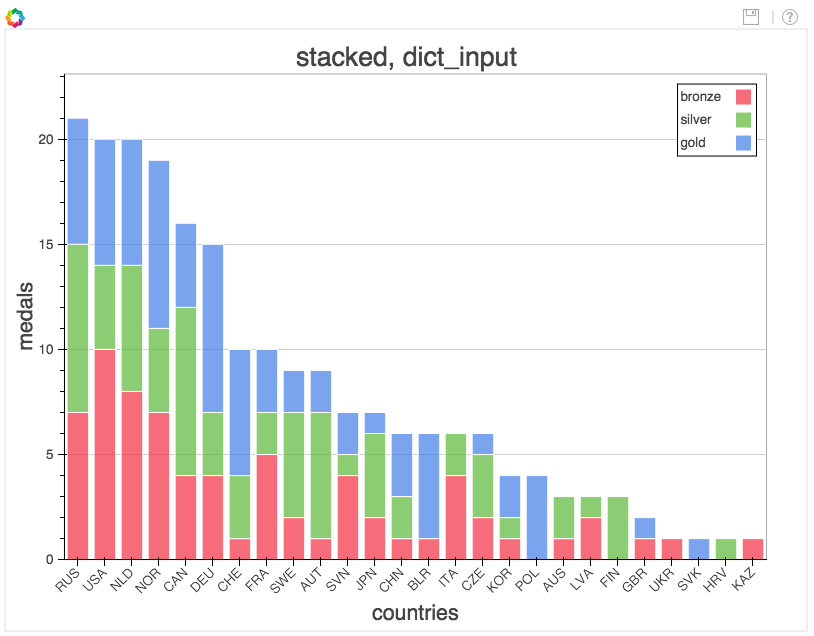 stacked, dict_input
bronze
silver
gold
medals
20
15
10
5
0
RUS USA NLD NOR CAN DEU CHE FRA SWE AUT SVN JPN CHN BLR ITA CZE KOR POL AUS LVA FIN GBR UKR SVK HRV KAZ
countries
?